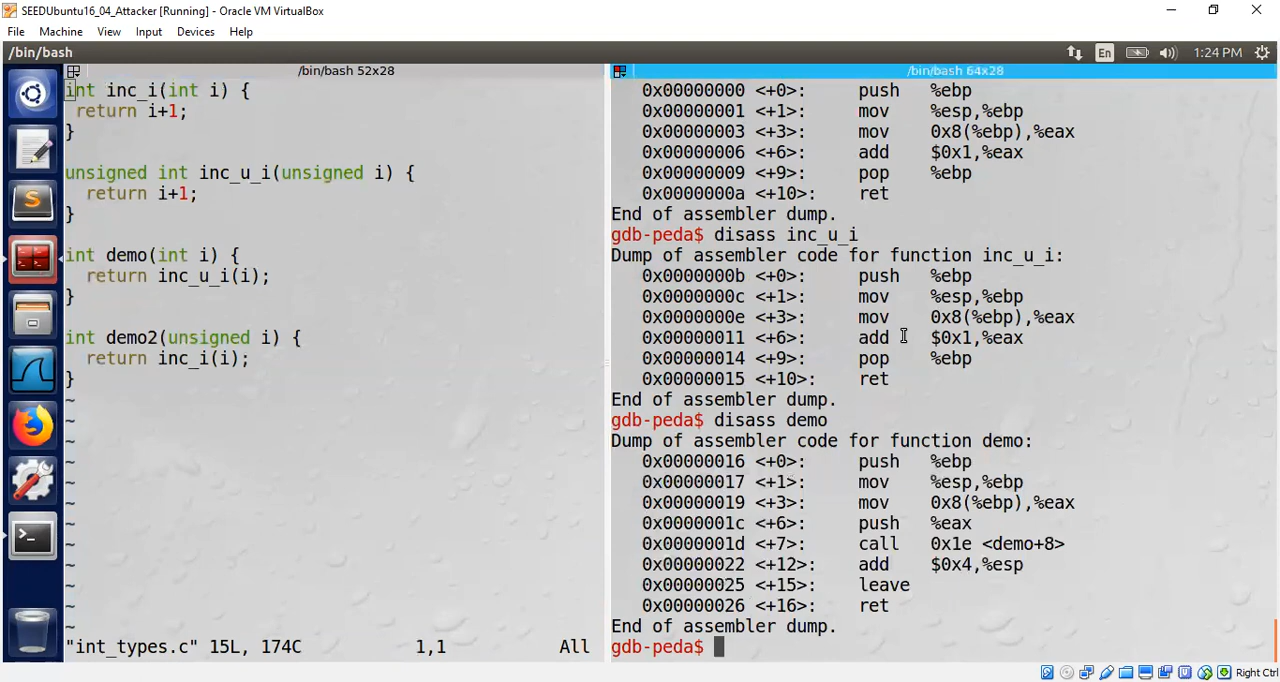 SEEDUbuntu16_04_Attacker [Running] - Oracle VM VirtualBox
File Machine View Input Devices Help
/bin/bash
En
1:24 PM
/bin/bash 52x28
int inc_i(int i) {
 return i+1;
}
unsigned int inc_u_i(unsigned i) {
  return i+1;
}
int demo(int i) {
  return inc_u_i(i);
}
int demo2(unsigned i) {
  return inc_i(i);
}
~
~
~
~
~
~
~
~
~
~
~
~
"int_types.c" 15L, 174C 1,1 All
/bin/bash 64x28
   0x00000000 <+0>:     push   %ebp
   0x00000001 <+1>:     mov    %esp,%ebp
   0x00000003 <+3>:     mov    0x8(%ebp),%eax
   0x00000006 <+6>:     add    $0x1,%eax
   0x00000009 <+9>:     pop    %ebp
   0x0000000a <+10>:    ret
End of assembler dump.
gdb-peda$ disass inc_u_i
Dump of assembler code for function inc_u_i:
   0x0000000b <+0>:     push   %ebp
   0x0000000c <+1>:     mov    %esp,%ebp
   0x0000000e <+3>:     mov    0x8(%ebp),%eax
   0x00000011 <+6>:     add    $0x1,%eax
   0x00000014 <+9>:     pop    %ebp
   0x00000015 <+10>:    ret
End of assembler dump.
gdb-peda$ disass demo
Dump of assembler code for function demo:
   0x00000016 <+0>:     push   %ebp
   0x00000017 <+1>:     mov    %esp,%ebp
   0x00000019 <+3>:     mov    0x8(%ebp),%eax
   0x0000001c <+6>:     push   %eax
   0x0000001d <+7>:     call   0x1e <demo+8>
   0x00000022 <+12>:    add    $0x4,%esp
   0x00000025 <+15>:    leave
   0x00000026 <+16>:    ret
End of assembler dump.
gdb-peda$
Right Ctrl